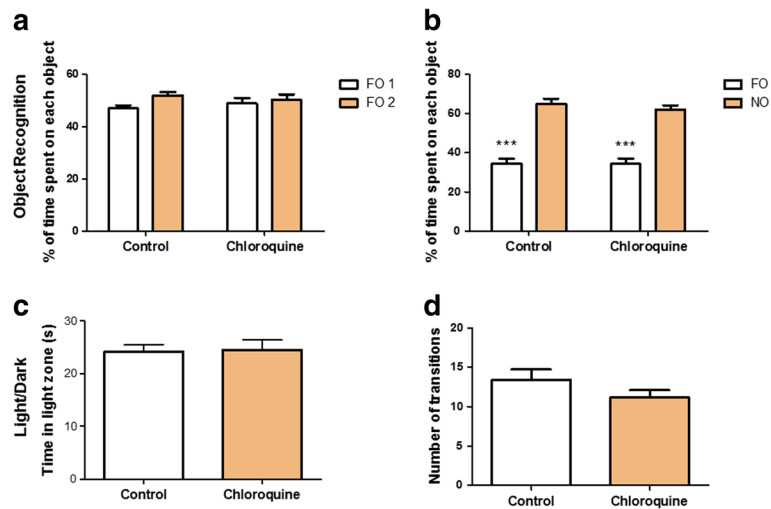 a
Object Recognition
% of time spent on each object
60
40
20
0
Control
Chloroquine
FO 1
FO 2
b
% of time spent on each object
80
60
40
20
0
***
***
Control
Chloroquine
FO
NO
c
Light/Dark
Time in light zone (s)
30
20
10
0
Control
Chloroquine
d
Number of transitions
20
15
10
5
0
Control
Chloroquine